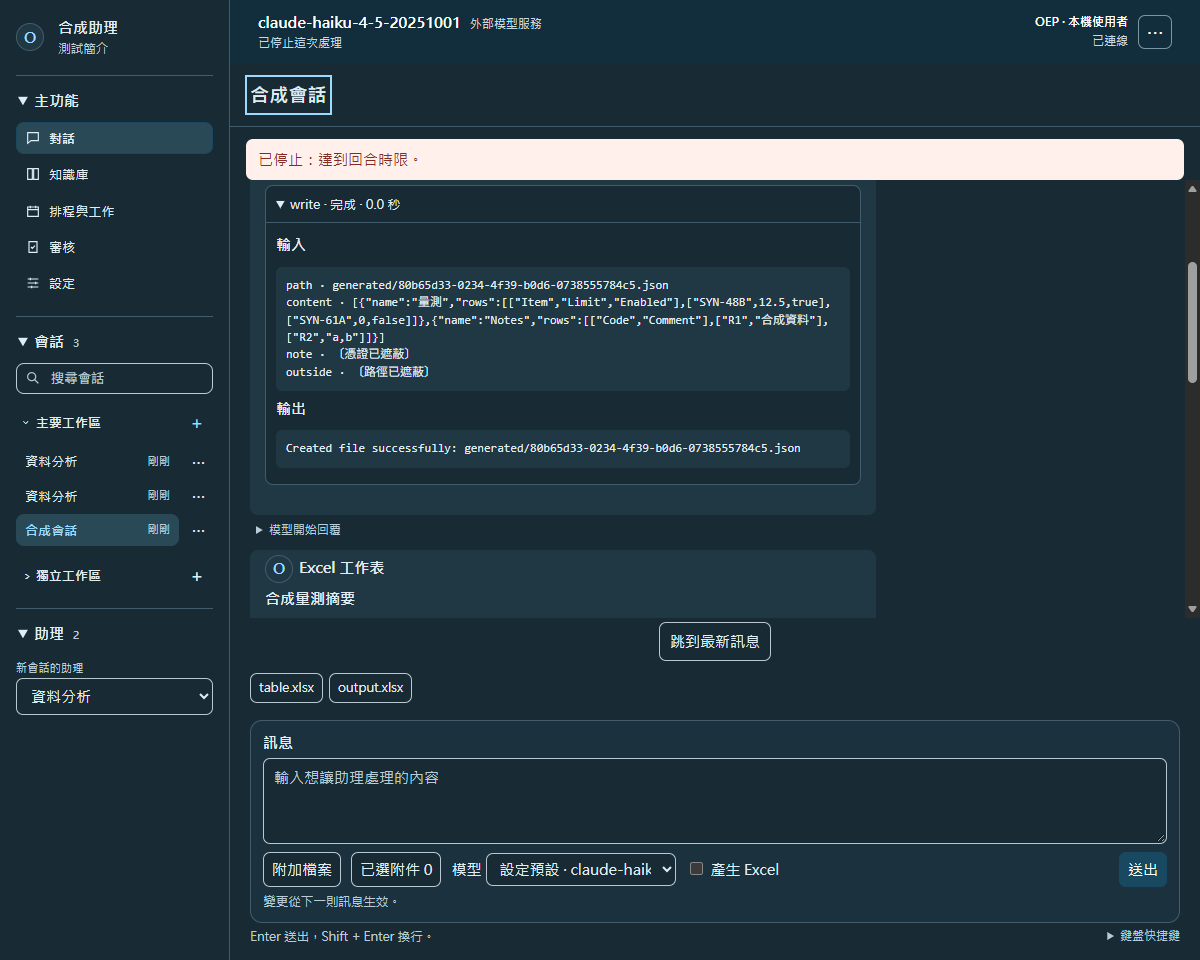 O
合成助理
測試簡介
▼ 主功能
對話
知識庫
排程與工作
審核
設定
▼ 會話 3
搜尋會話
主要工作區 +
資料分析 剛剛 ...
資料分析 剛剛 ...
合成會話 剛剛 ...
獨立工作區 +
▼ 助理 2
新會話的助理
資料分析
claude-haiku-4-5-20251001 外部模型服務
已停止這次處理
OEP · 本機使用者
已連線
...
合成會話
已停止：達到回合時限。
▼ write · 完成 · 0.0 秒
輸入
path · generated/80b65d33-0234-4f39-b0d6-0738555784c5.json
content · [{"name":"量測","rows":[["Item","Limit","Enabled"],["SYN-48B",12.5,true],
["SYN-61A",0,false]]},{"name":"Notes","rows":[["Code","Comment"],["R1","合成資料"],
["R2","a,b"]]}]
note · 〔憑證已遮蔽〕
outside · 〔路徑已遮蔽〕
輸出
Created file successfully: generated/80b65d33-0234-4f39-b0d6-0738555784c5.json
▶ 模型開始回覆
O Excel 工作表
合成量測摘要
跳到最新訊息
table.xlsx output.xlsx
訊息
輸入想讓助理處理的內容
附加檔案 已選附件 0 模型 設定預設 · claude-haik 產生 Excel 送出
變更從下一則訊息生效。
Enter 送出，Shift + Enter 換行。
▶ 鍵盤快捷鍵